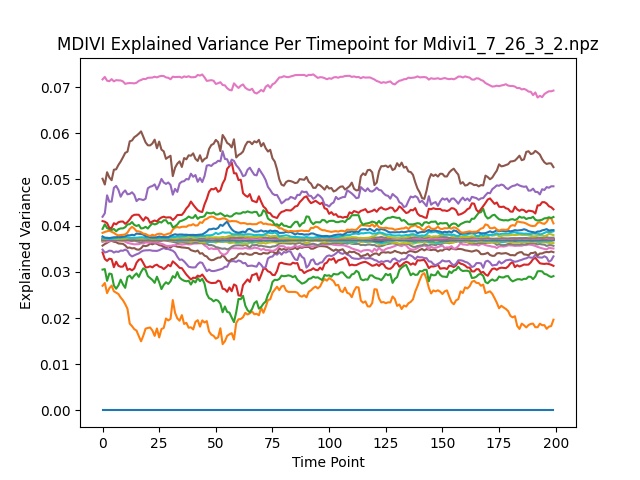 MDIVI Explained Variance Per Timepoint for Mdivi1_7_26_3_2.npz
0.07
0.06
0.05
0.04
0.03
0.02
0.01
0.00
Explained Variance
0 25 50 75 100 125 150 175 200
Time Point